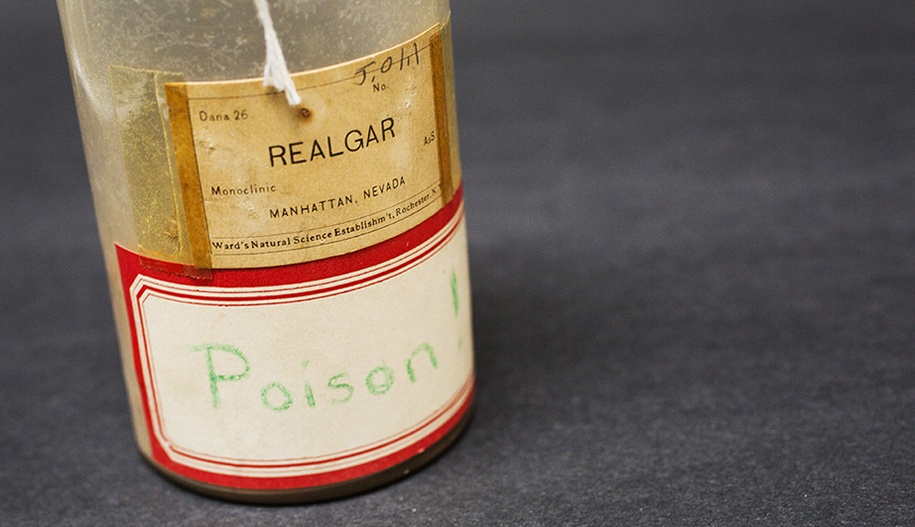 5,011
No.
Dana 26
REALGAR
AsS
Monoclinic
MANHATTAN, NEVADA
Ward's Natural Science Establishm't, Rochester, N.
Poison!